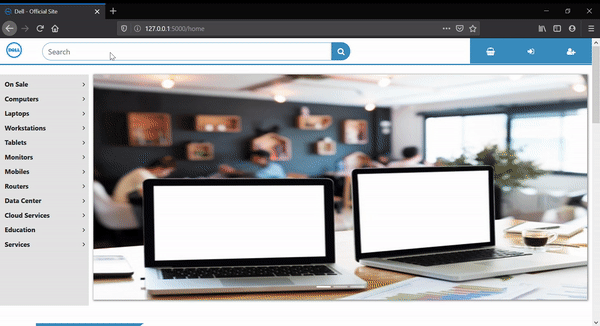 Dell - Official Site
127.0.0.1:5000/home
DELL
Search
On Sale
Computers
Laptops
Workstations
Tablets
Monitors
Mobiles
Routers
Data Center
Cloud Services
Education
Services